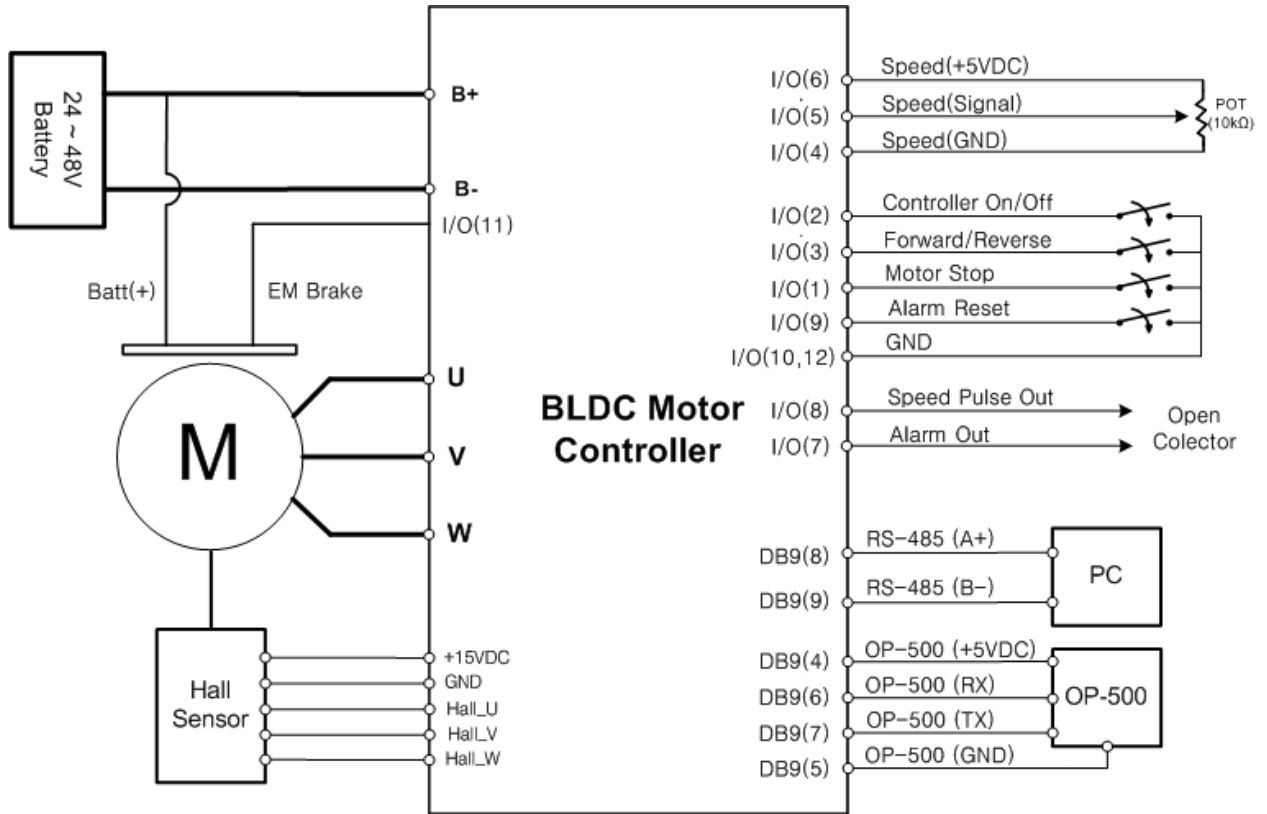 24 ~ 48V
Battery
B+
B-
I/O(11)
Batt(+)
EM Brake
M
U
V
W
Hall
Sensor
+15VDC
GND
Hall_U
Hall_V
Hall_W
BLDC Motor
Controller
I/O(6)
Speed(+5VDC)
I/O(5)
Speed(Signal)
I/O(4)
Speed(GND)
POT
(10kΩ)
I/O(2)
Controller On/Off
I/O(3)
Forward/Reverse
I/O(1)
Motor Stop
I/O(9)
Alarm Reset
I/O(10,12)
GND
I/O(8)
Speed Pulse Out
I/O(7)
Alarm Out
Open
Colector
DB9(8)
RS-485 (A+)
DB9(9)
RS-485 (B-)
PC
DB9(4)
OP-500 (+5VDC)
DB9(6)
OP-500 (RX)
DB9(7)
OP-500 (TX)
DB9(5)
OP-500 (GND)
OP-500